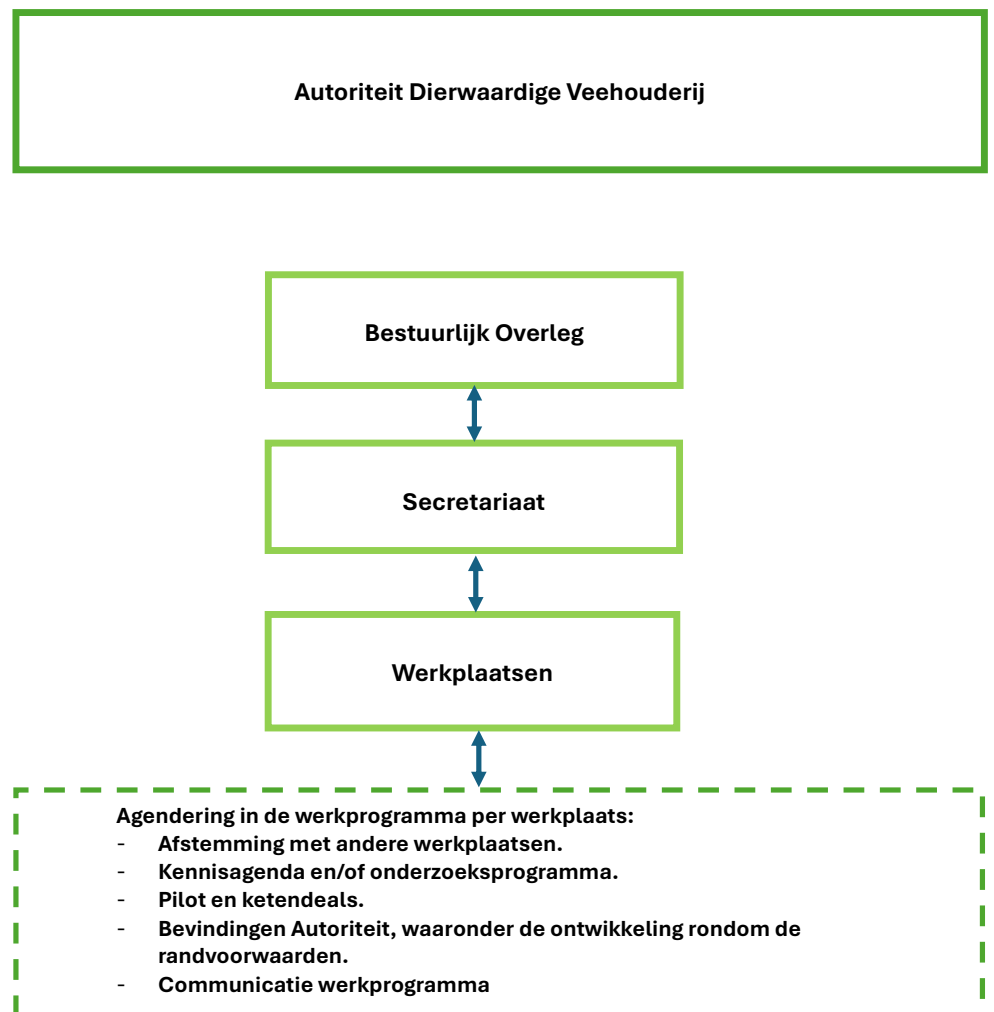 Autoriteit Dierwaardige Veehouderij
Bestuurlijk Overleg
Secretariaat
Werkplaatsen
Agendering in de werkprogramma per werkplaats:
- Afstemming met andere werkplaatsen.
- Kennisagenda en/of onderzoeksprogramma.
- Pilot en ketendeals.
- Bevindingen Autoriteit, waaronder de ontwikkeling rondom de
randvoorwaarden.
- Communicatie werkprogramma